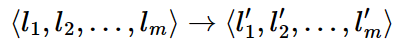 ⟨l₁, l₂, …, lₘ⟩ → ⟨l′₁, l′₂, …, l′ₘ⟩